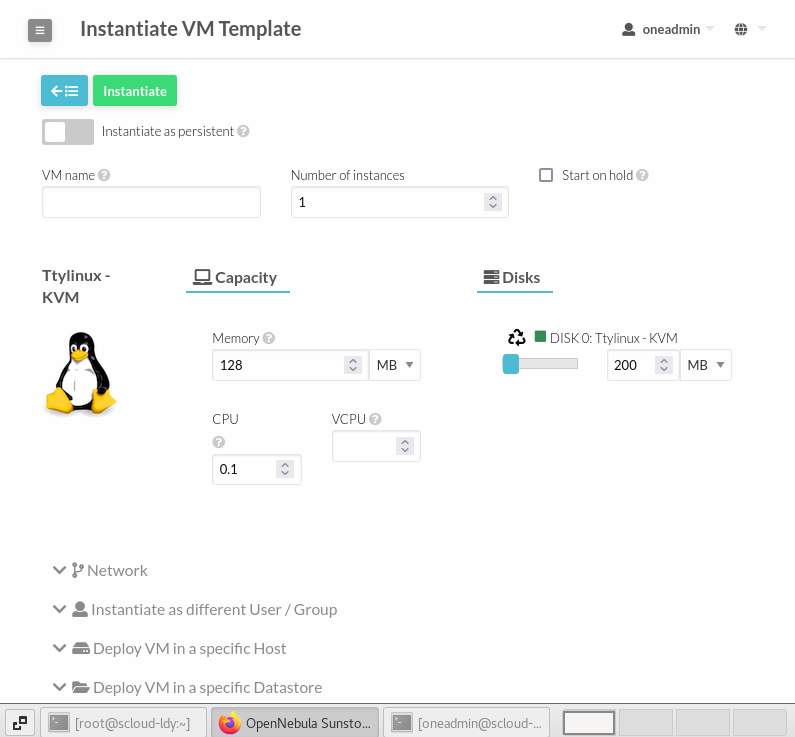 Instantiate VM Template
oneadmin
Instantiate
Instantiate as persistent
VM name
Number of instances
Start on hold
1
Ttylinux -
KVM
Capacity
Disks
Memory
DISK 0: Ttylinux - KVM
128
MB
200
MB
CPU
VCPU
0.1
Network
Instantiate as different User / Group
Deploy VM in a specific Host
Deploy VM in a specific Datastore
[root@scloud-ldy:~]
OpenNebula Sunsto...
[oneadmin@scloud-...